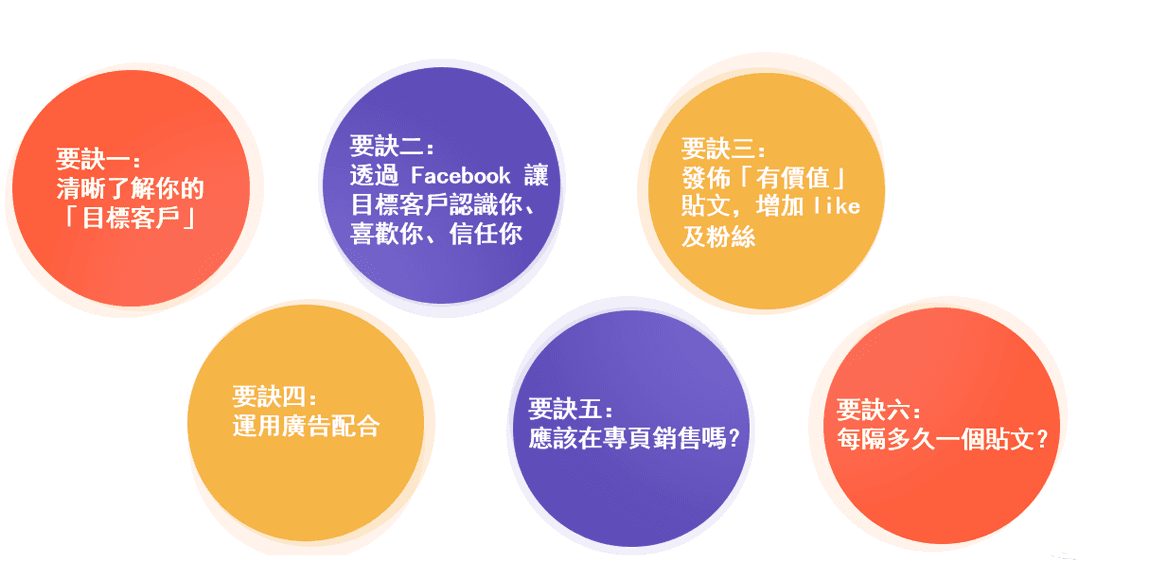 要訣一：
清晰了解你的
「目標客戶」
要訣二：
透過 Facebook 讓
目標客戶認識你、
喜歡你、信任你
要訣三：
發佈「有價值」
貼文，增加 like
及粉絲
要訣四：
運用廣告配合
要訣五：
應該在專頁銷售嗎?
要訣六：
每隔多久一個貼文?